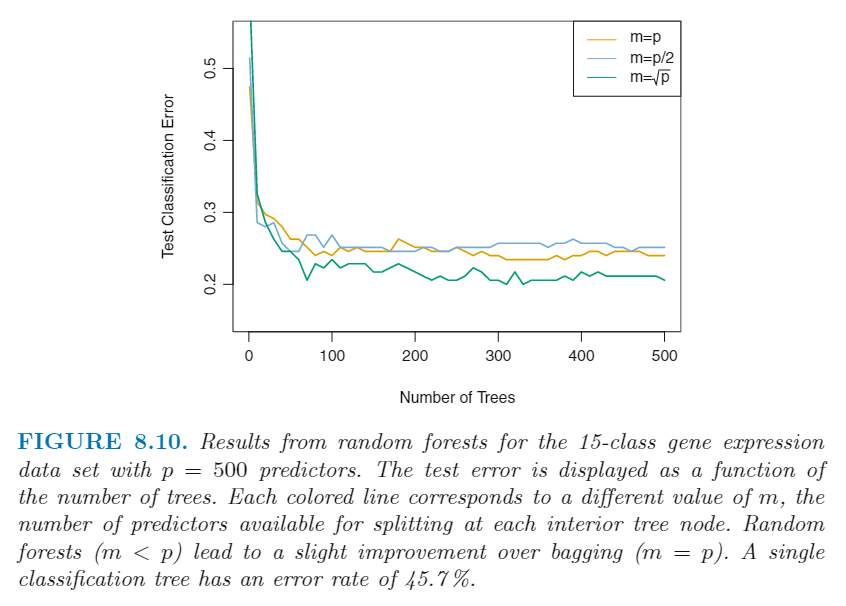 m=p
m=p/2
m=√p
Test Classification Error
0.5
0.4
0.3
0.2
0 100 200 300 400 500
Number of Trees
FIGURE 8.10. Results from random forests for the 15-class gene expression
data set with p = 500 predictors. The test error is displayed as a function of
the number of trees. Each colored line corresponds to a different value of m, the
number of predictors available for splitting at each interior tree node. Random
forests (m < p) lead to a slight improvement over bagging (m = p). A single
classification tree has an error rate of 45.7 %.